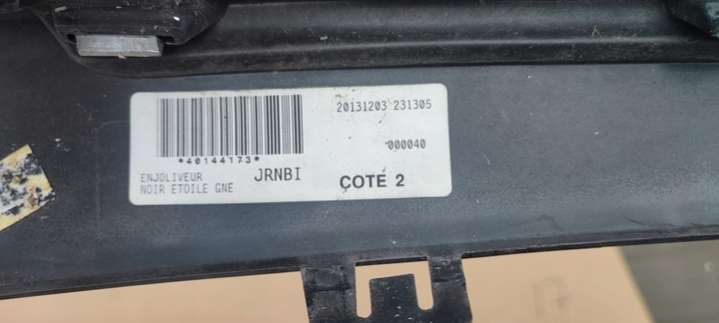 20131203 231305
*40144173*
000040
ENJOLIVEUR
NOIR ETOILE GNE
JRNBI
COTE 2